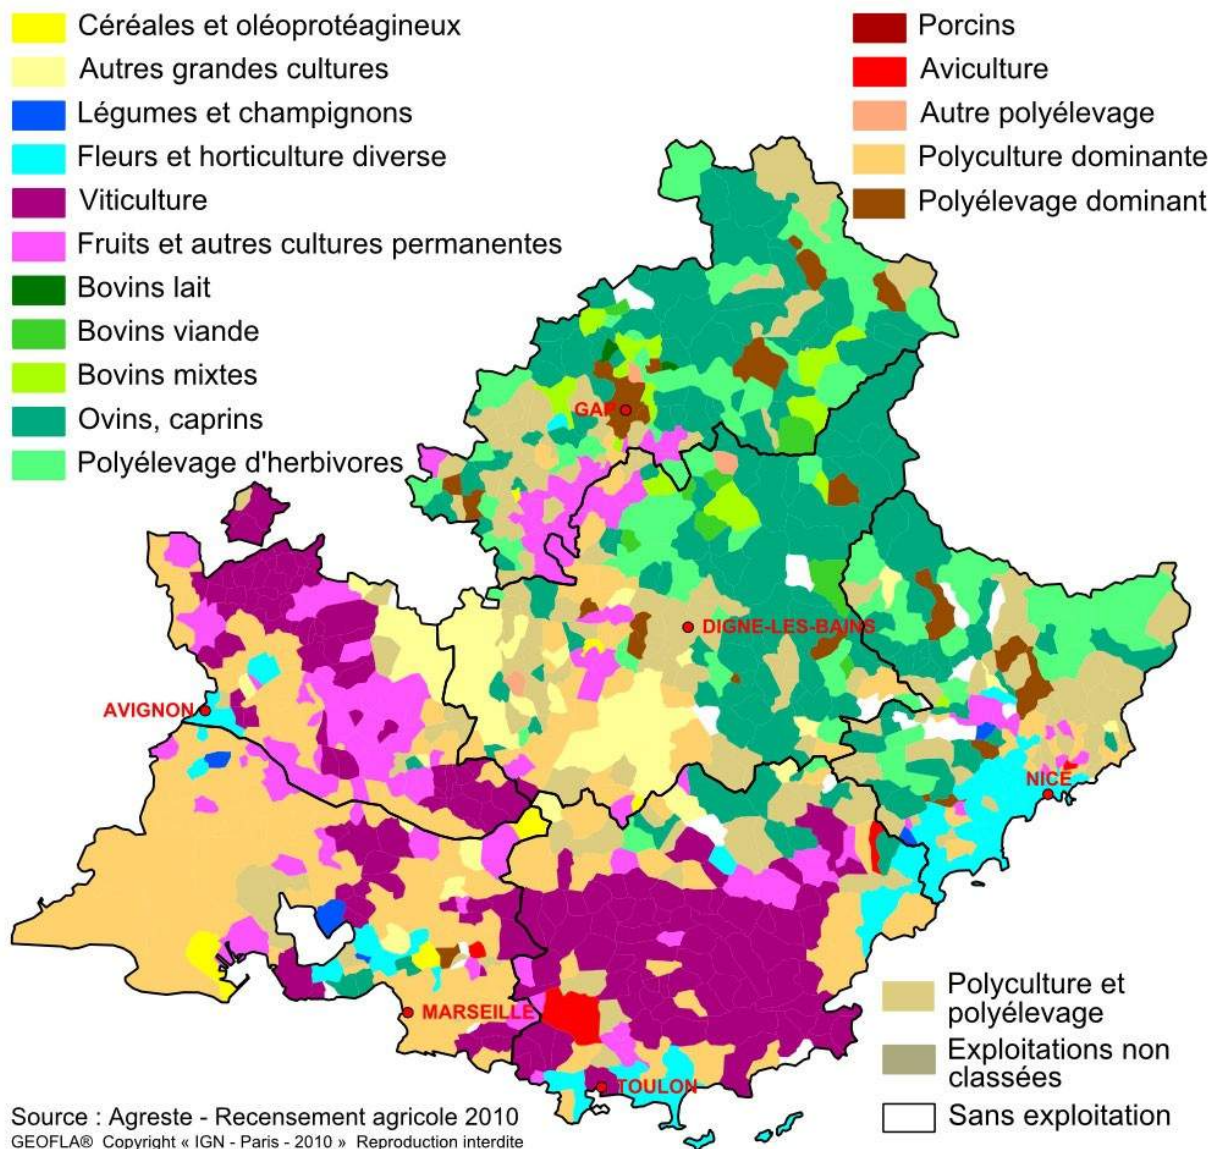 Céréales et oléoprotéagineux
Autres grandes cultures
Légumes et champignons
Fleurs et horticulture diverse
Viticulture
Fruits et autres cultures permanentes
Bovins lait
Bovins viande
Bovins mixtes
Ovins, caprins
Polyélevage d'herbivores
Porcins
Aviculture
Autre polyélevage
Polyculture dominante
Polyélevage dominant
GAP
DIGNE-LES-BAINS
AVIGNON
NICE
MARSEILLE
TOULON
Polyculture et
polyélevage
Exploitations non
classées
Sans exploitation
Source : Agreste - Recensement agricole 2010
GEOFLA® Copyright « IGN - Paris - 2010 » Reproduction interdite